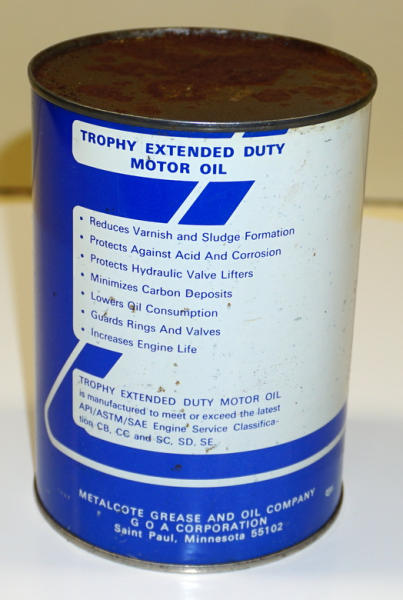 TROPHY EXTENDED DUTY
MOTOR OIL
• Reduces Varnish and Sludge Formation
• Protects Against Acid And Corrosion
• Protects Hydraulic Valve Lifters
• Minimizes Carbon Deposits
• Lowers Oil Consumption
• Guards Rings And Valves
• Increases Engine Life
TROPHY EXTENDED DUTY MOTOR OIL
is manufactured to meet or exceed the latest
API/ASTM/SAE Engine Service Classifica-
tion CB, CC and SC, SD, SE.
METALCOTE GREASE AND OIL COMPANY
G O A CORPORATION
Saint Paul, Minnesota 55102